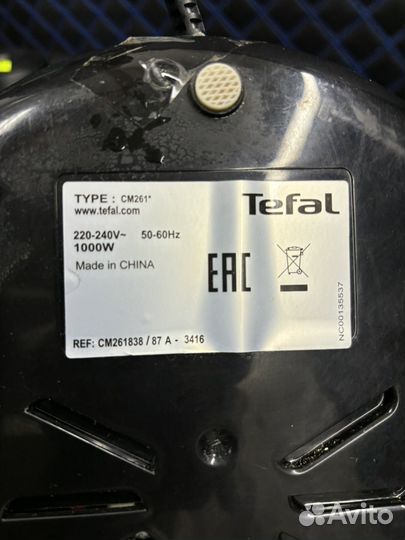 TYPE : CM261*
www.tefal.com
Tefal
220-240V~ 50-60Hz
1000W
Made in CHINA
EAC
NC00135537
REF: CM261838 / 87 A - 3416
Avito